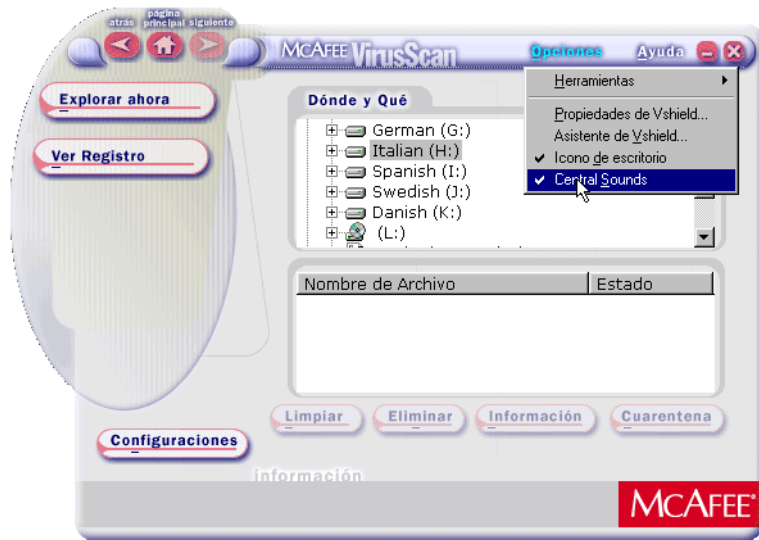 atrás página principal siguiente
McAfee VirusScan
Opciones Ayuda
Herramientas
Propiedades de Vshield...
Asistente de Vshield...
Icono de escritorio
Central Sounds
Explorar ahora
Ver Registro
Dónde y Qué
German (G:)
Italian (H:)
Spanish (I:)
Swedish (J:)
Danish (K:)
(L:)
Nombre de Archivo Estado
Limpiar Eliminar Información Cuarentena
Configuraciones
información
McAfee®